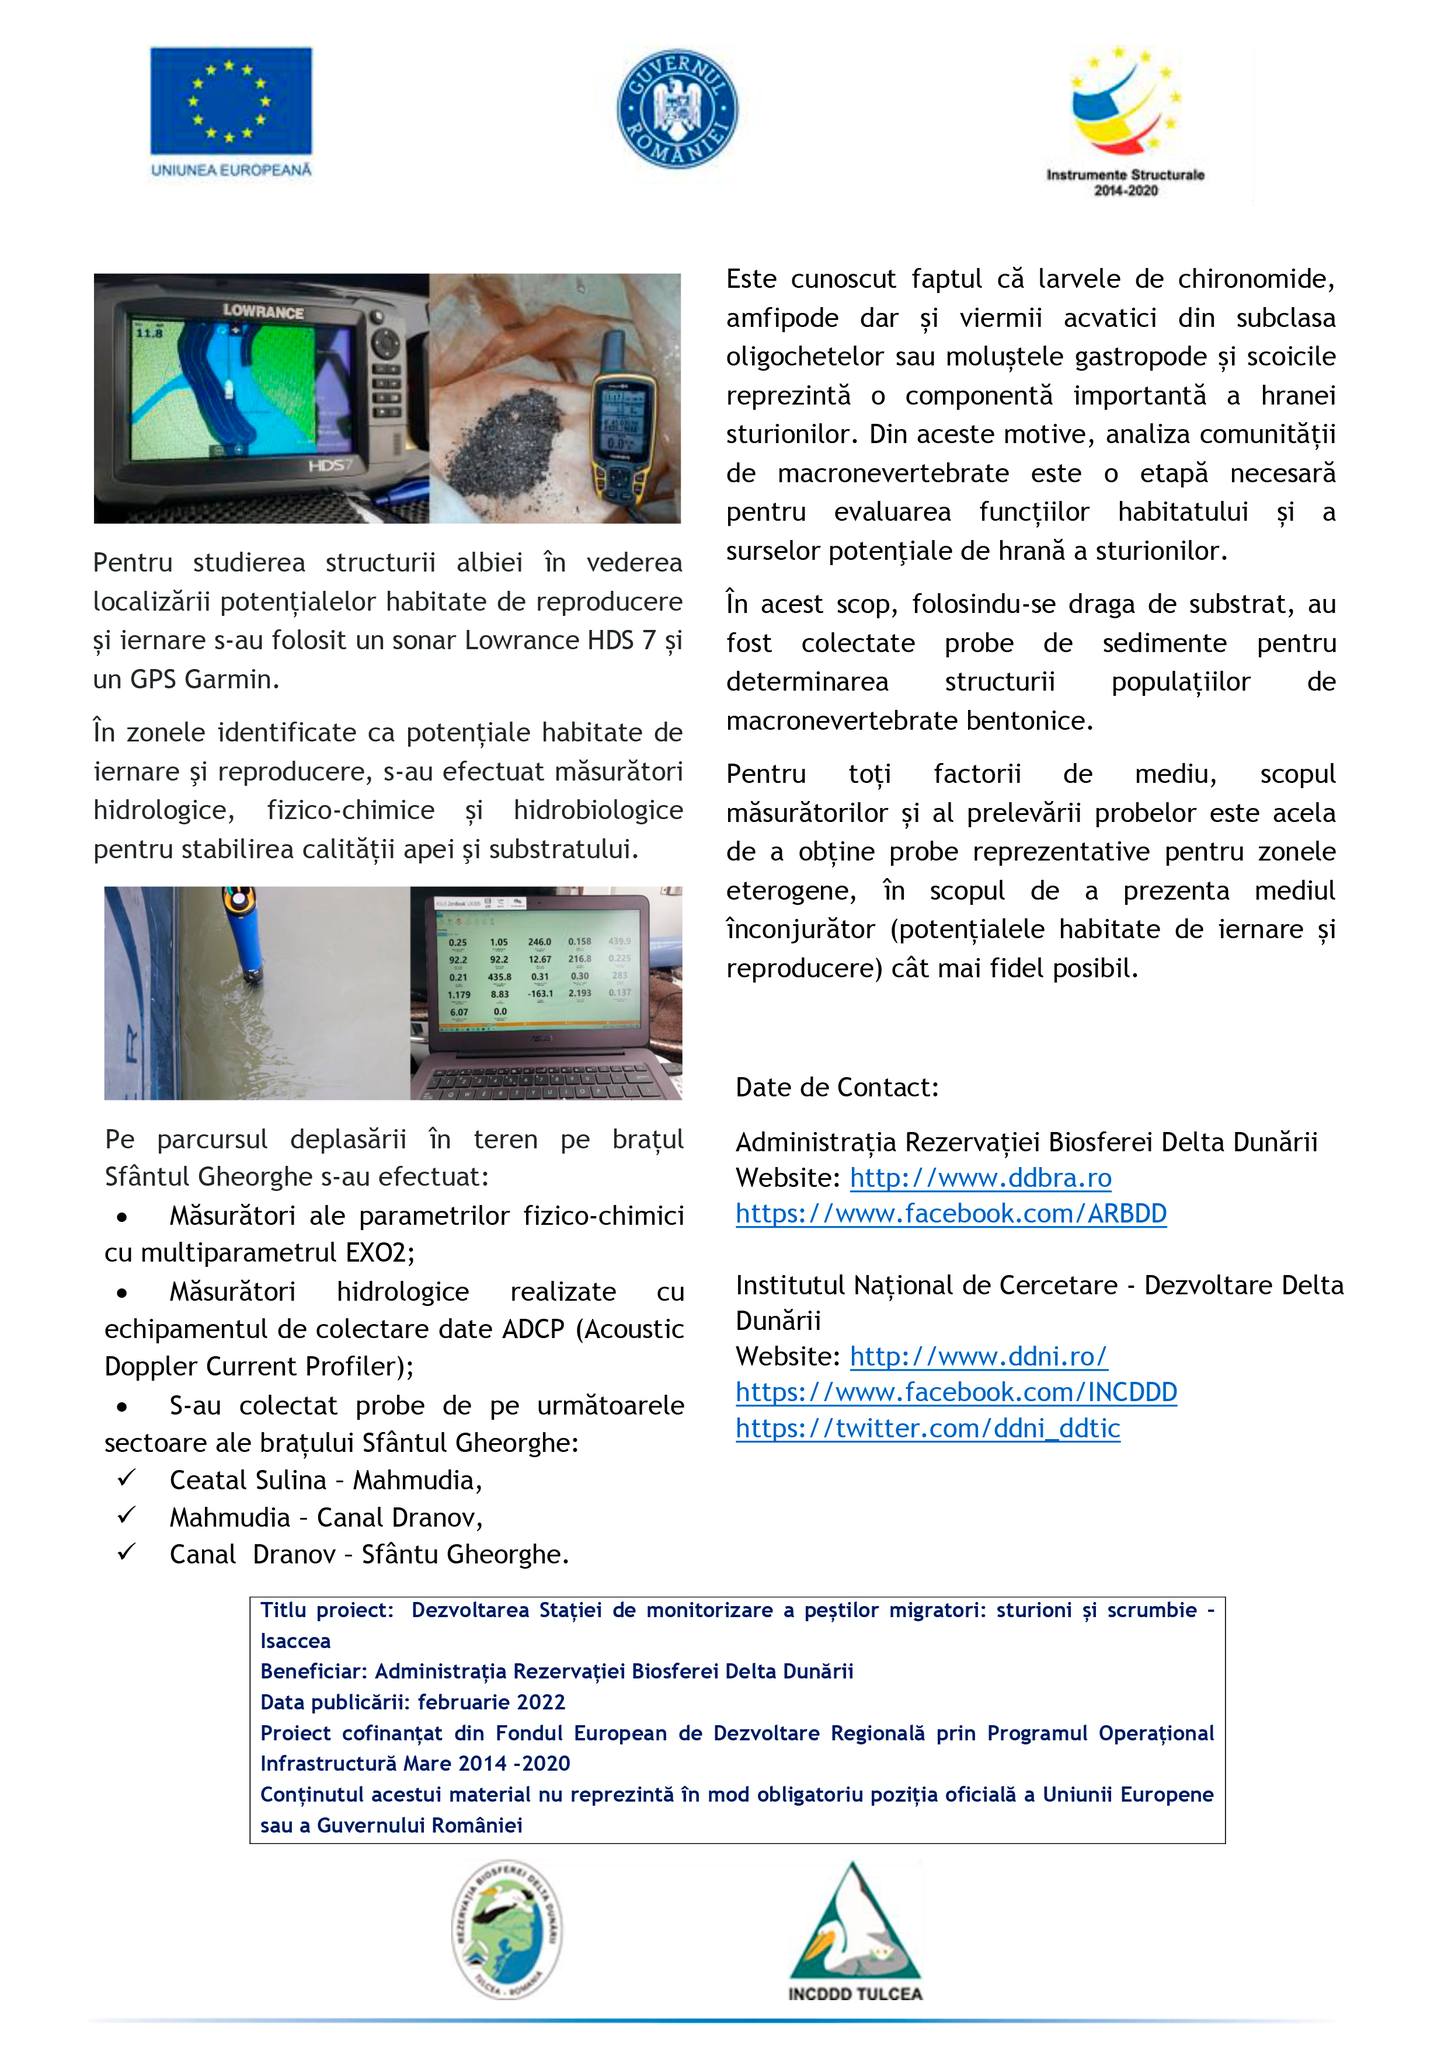 UNIUNEA EUROPEANĂ
GUVERNUL ROMÂNIEI
Instrumente Structurale
2014-2020
LOWRANCE
11.8
HDS7
Pentru studierea structurii albiei în vederea
localizării potențialelor habitate de reproducere
și iernare s-au folosit un sonar Lowrance HDS 7 și
un GPS Garmin.
În zonele identificate ca potențiale habitate de
iernare şi reproducere, s-au efectuat măsurători
hidrologice, fizico-chimice și hidrobiologice
pentru stabilirea calităţii apei şi substratului.
0.25 1.05 246.0 0.158 439.9
92.2 92.2 12.67 216.8 0.225
0.21 435.8 0.31 0.30 283
1.179 8.83 -163.1 2.193 0.137
6.07 0.0
Pe parcursul deplasării în teren pe brațul
Sfântul Gheorghe s-au efectuat:
• Măsurători ale parametrilor fizico-chimici
cu multiparametrul EXO2;
• Măsurători hidrologice realizate cu
echipamentul de colectare date ADCP (Acoustic
Doppler Current Profiler);
• S-au colectat probe de pe următoarele
sectoare ale brațului Sfântul Gheorghe:
✓ Ceatal Sulina – Mahmudia,
✓ Mahmudia – Canal Dranov,
✓ Canal Dranov – Sfântu Gheorghe.
Este cunoscut faptul că larvele de chironomide,
amfipode dar și viermii acvatici din subclasa
oligochetelor sau moluștele gastropode și scoicile
reprezintă o componentă importantă a hranei
sturionilor. Din aceste motive, analiza comunității
de macronevertebrate este o etapă necesară
pentru evaluarea funcțiilor habitatului și a
surselor potenţiale de hrană a sturionilor.
În acest scop, folosindu-se draga de substrat, au
fost colectate probe de sedimente pentru
determinarea structurii populațiilor de
macronevertebrate bentonice.
Pentru toți factorii de mediu, scopul
măsurătorilor și al prelevării probelor este acela
de a obține probe reprezentative pentru zonele
eterogene, în scopul de a prezenta mediul
înconjurător (potențialele habitate de iernare și
reproducere) cât mai fidel posibil.
Date de Contact:
Administrația Rezervației Biosferei Delta Dunării
Website: http://www.ddbra.ro
https://www.facebook.com/ARBDD
Institutul Național de Cercetare - Dezvoltare Delta
Dunării
Website: http://www.ddni.ro/
https://www.facebook.com/INCDDD
https://twitter.com/ddni_ddtic
Titlu proiect: Dezvoltarea Stației de monitorizare a peștilor migratori: sturioni și scrumbie –
Isaccea
Beneficiar: Administrația Rezervației Biosferei Delta Dunării
Data publicării: februarie 2022
Proiect cofinanțat din Fondul European de Dezvoltare Regională prin Programul Operațional
Infrastructură Mare 2014 -2020
Conținutul acestui material nu reprezintă în mod obligatoriu poziția oficială a Uniunii Europene
sau a Guvernului României
REZERVAȚIA BIOSFEREI DELTA DUNĂRII
TULCEA - ROMANIA
INCDDD TULCEA